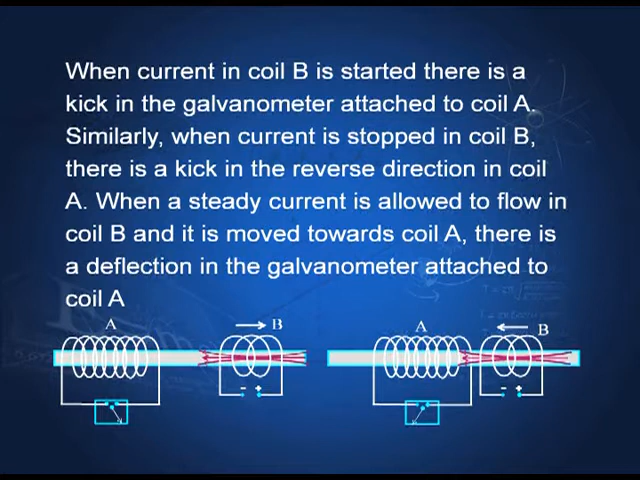 When current in coil B is started there is a
kick in the galvanometer attached to coil A.
Similarly, when current is stopped in coil B,
there is a kick in the reverse direction in coil
A. When a steady current is allowed to flow in
coil B and it is moved towards coil A, there is
a deflection in the galvanometer attached to
coil A
A B A B
- + - +